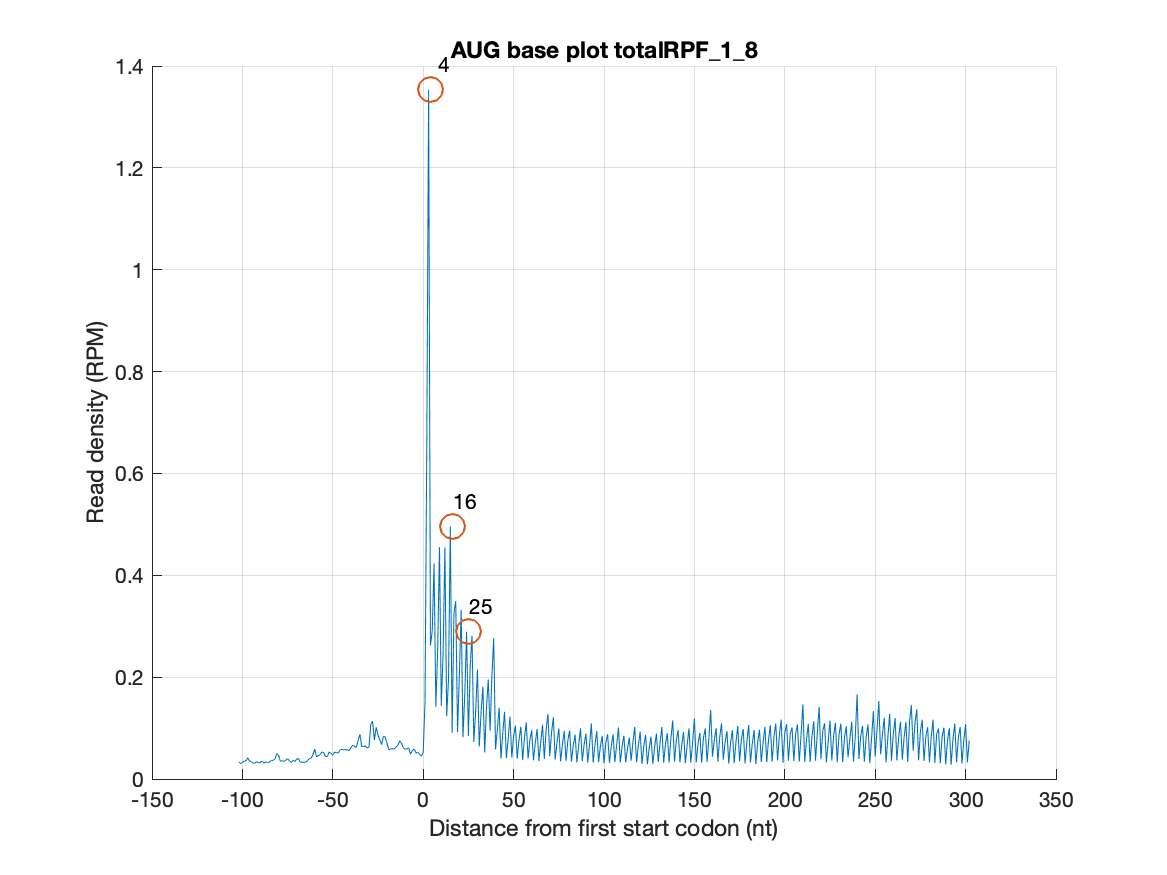 AUG base plot totalRPF_1_8
4
1.4
1.2
1
0.8
0.6
0.4
0.2
0
16
25
Read density (RPM)
-150 -100 -50 0 50 100 150 200 250 300 350
Distance from first start codon (nt)